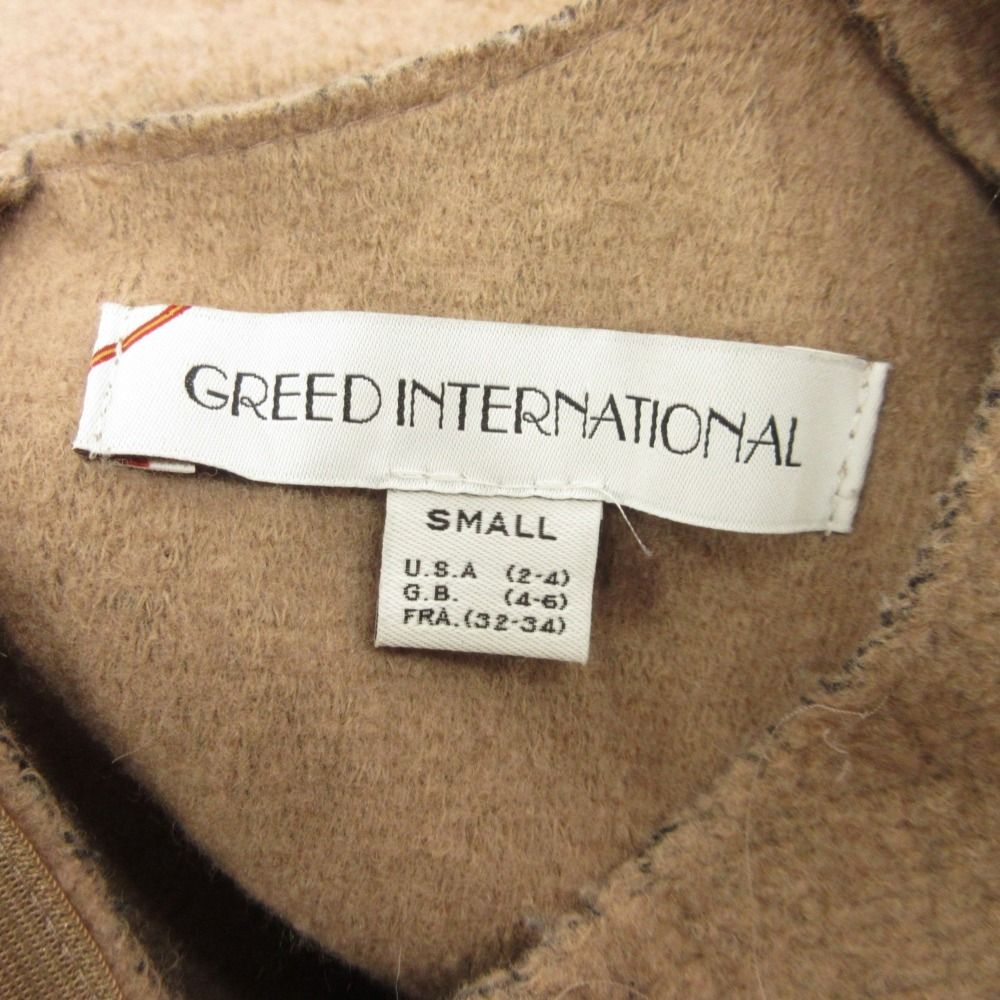 GREED INTERNATIONAL
SMALL
U.S.A (2-4)
G.B. (4-6)
FRA.(32-34)